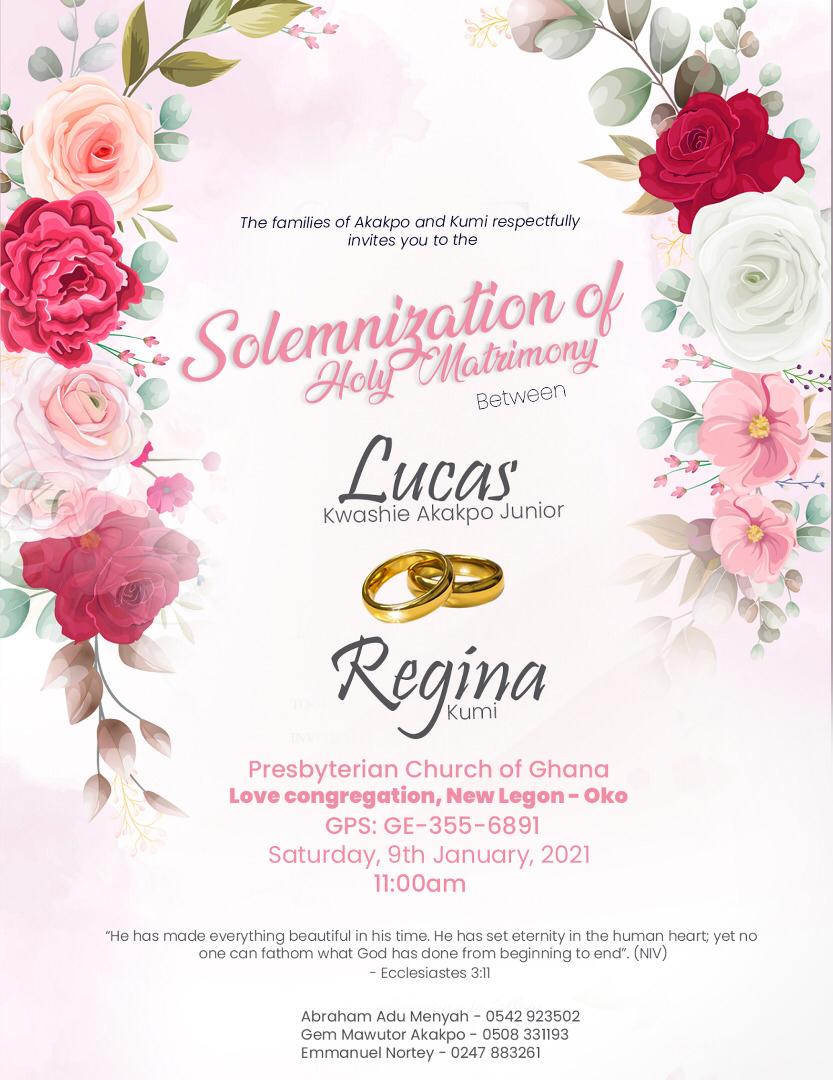 The families of Akakpo and Kumi respectfully
invites you to the
Solemnization of
Holy Matrimony
Between
Lucas
Kwashie Akakpo Junior
Regina
Kumi
Presbyterian Church of Ghana
Love congregation, New Legon - Oko
GPS: GE-355-6891
Saturday, 9th January, 2021
11:00am
“He has made everything beautiful in his time. He has set eternity in the human heart; yet no
one can fathom what God has done from beginning to end”. (NIV)
- Ecclesiastes 3:11
Abraham Adu Menyah - 0542 923502
Gem Mawutor Akakpo - 0508 331193
Emmanuel Nortey - 0247 883261